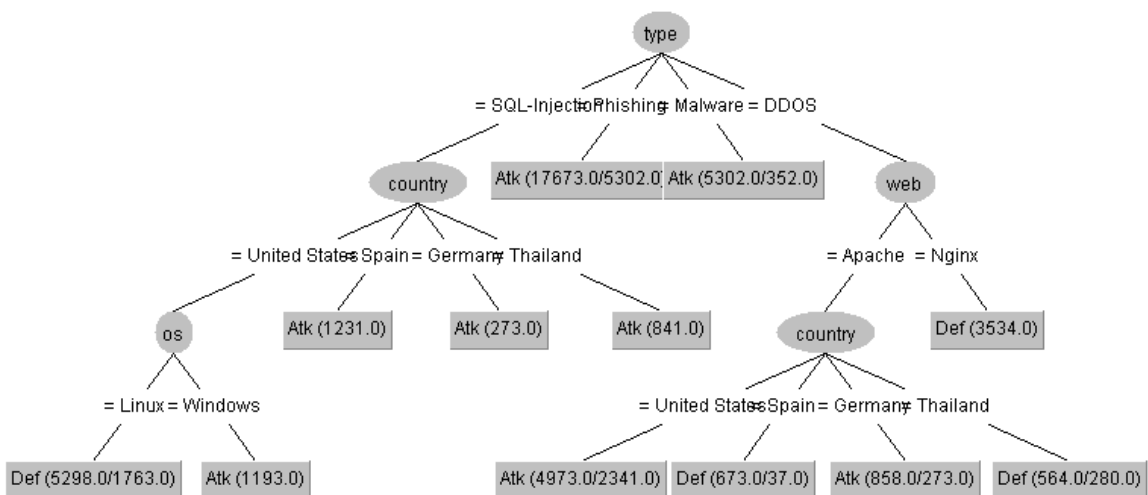 type
= SQL-Injection = Phishing = Malware = DDOS
country Atk (17673.0/5302.0) Atk (5302.0/352.0) web
= United States = Spain = Germany = Thailand = Apache = Nginx
os Atk (1231.0) Atk (273.0) Atk (841.0) country Def (3534.0)
= Linux = Windows = United States = Spain = Germany = Thailand
Def (5298.0/1763.0) Atk (1193.0) Atk (4973.0/2341.0) Def (673.0/37.0) Atk (858.0/273.0) Def (564.0/280.0)